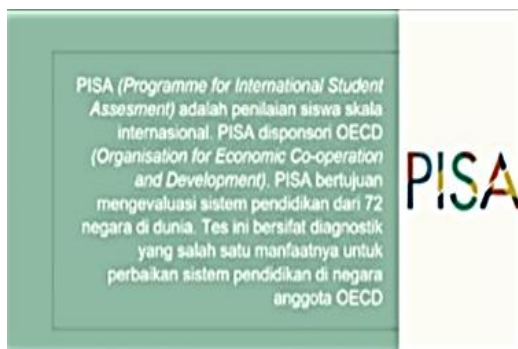 PISA (Programme for International Student
Assesment) adalah penilaian siswa skala
internasional. PISA disponsori OECD
(Organisation for Economic Co-operation
and Development). PISA bertujuan
mengevaluasi sistem pendidikan dari 72
negara di dunia. Tes ini bersifat diagnostik
yang salah satu manfaatnya untuk
perbaikan sistem pendidikan di negara
anggota OECD
PISA